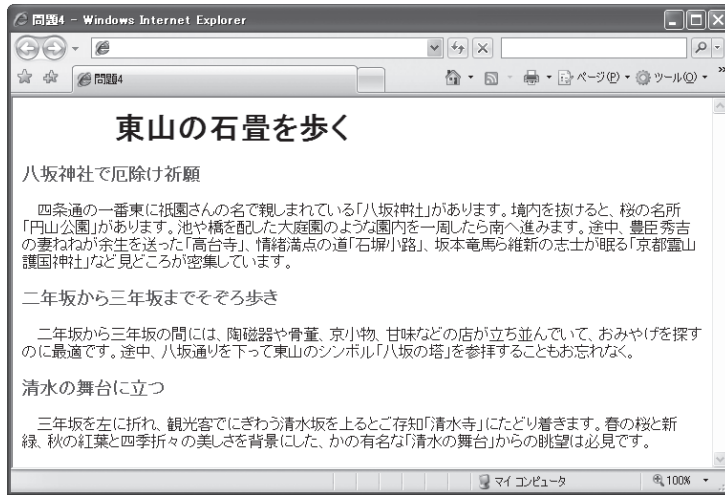 問題4 - Windows Internet Explorer
問題4
ページ(P)
ツール(O)
東山の石畳を歩く
八坂神社で厄除け祈願
四条通の一番東に祇園さんの名で親しまれている「八坂神社」があります。境内を抜けると、桜の名所
「円山公園」があります。池や橋を配した大庭園のような園内を一周したら南へ進みます。途中、豊臣秀吉
の妻ねねが余生を送った「高台寺」、情緒満点の道「石塀小路」、坂本竜馬ら維新の志士が眠る「京都霊山
護国神社」など見どころが密集しています。
二年坂から三年坂までそぞろ歩き
二年坂から三年坂の間には、陶磁器や骨董、京小物、甘味などの店が立ち並んでいて、おみやげを探す
のに最適です。途中、八坂通りを下って東山のシンボル「八坂の塔」を参拝することもお忘れなく。
清水の舞台に立つ
三年坂を左に折れ、観光客でにぎわう清水坂を上るとご存知「清水寺」にたどり着きます。春の桜と新
緑、秋の紅葉と四季折々の美しさを背景にした、かの有名な「清水の舞台」からの眺望は必見です。
マイ コンピュータ
100%